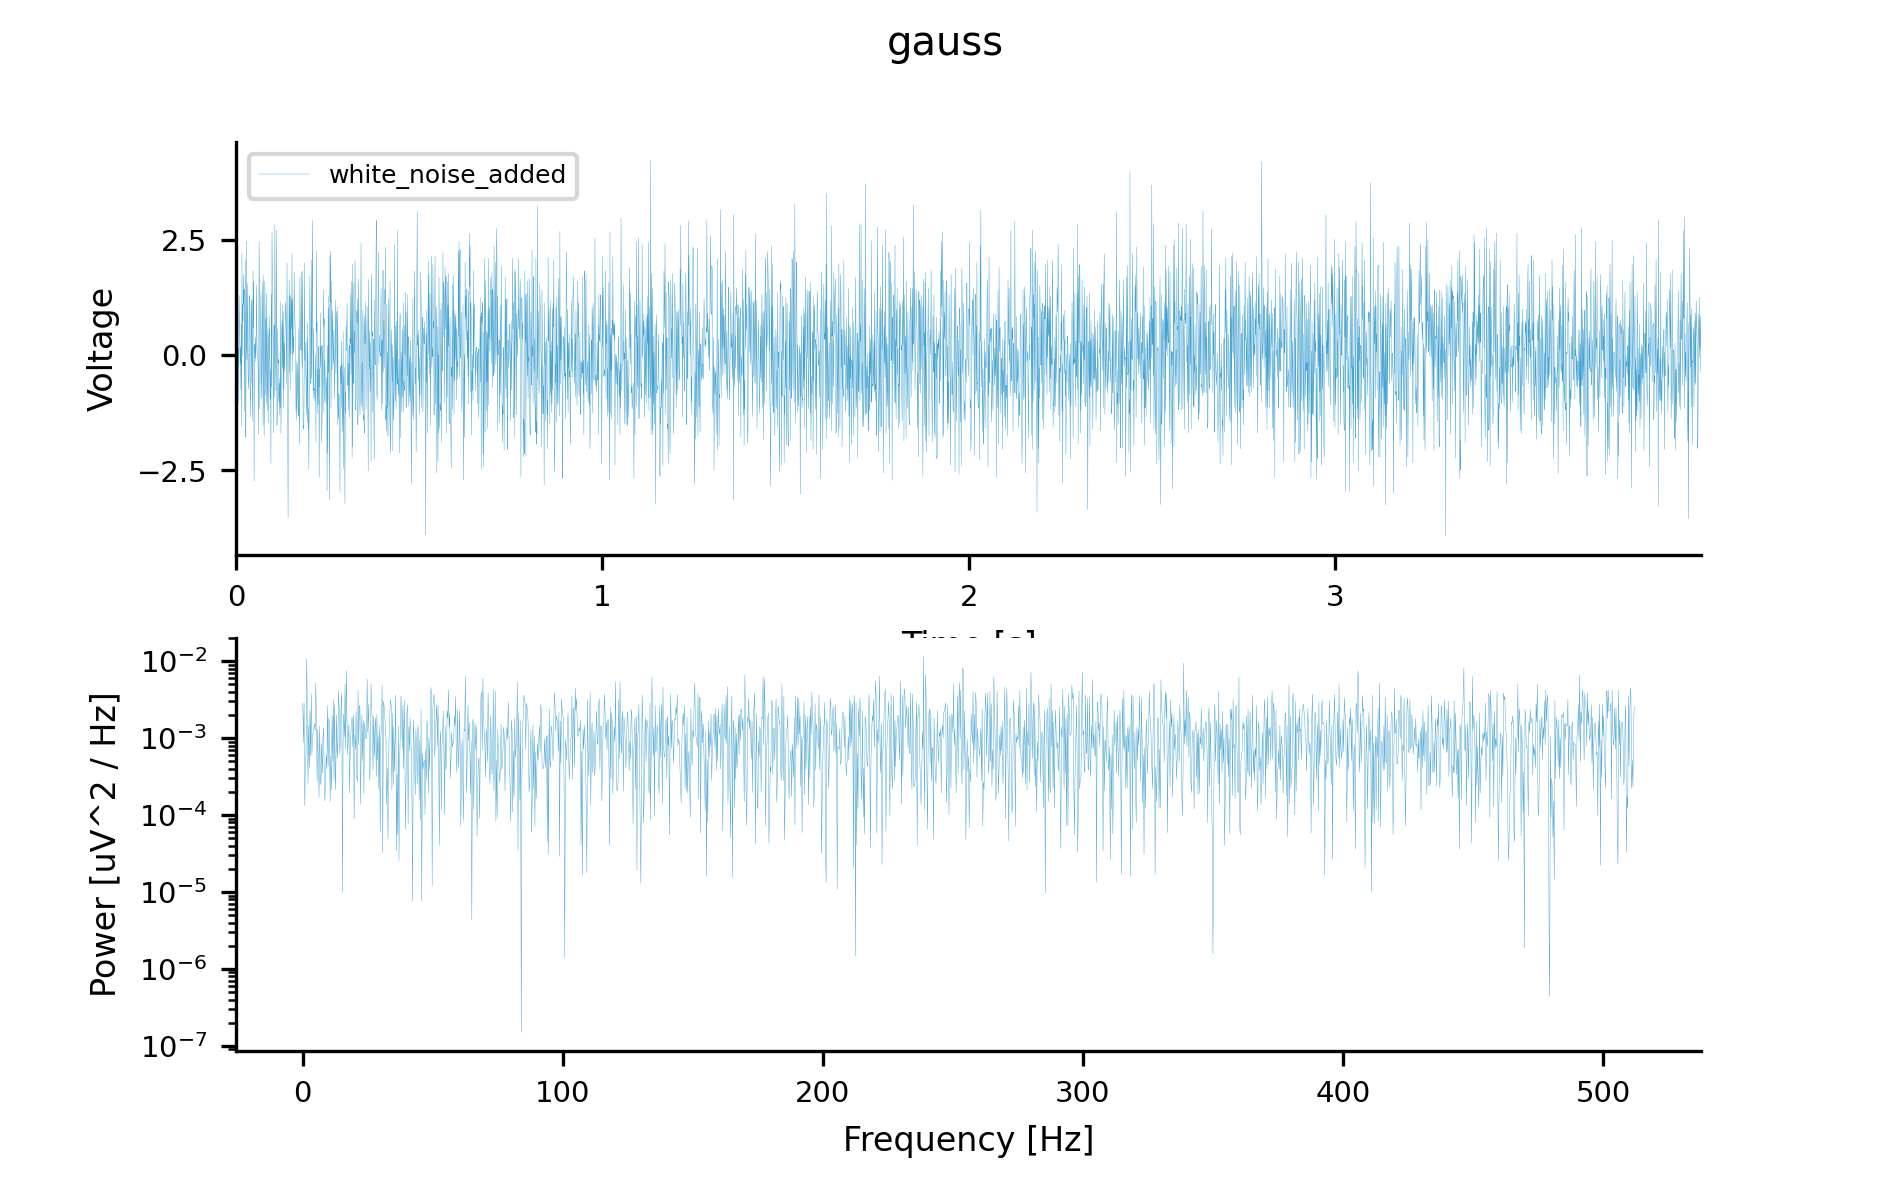 gauss
white_noise_added
Voltage
2.5
0.0
−2.5
0 1 2 3
Time [s]
Power [uV^2 / Hz]
10⁻²
10⁻³
10⁻⁴
10⁻⁵
10⁻⁶
10⁻⁷
0 100 200 300 400 500
Frequency [Hz]